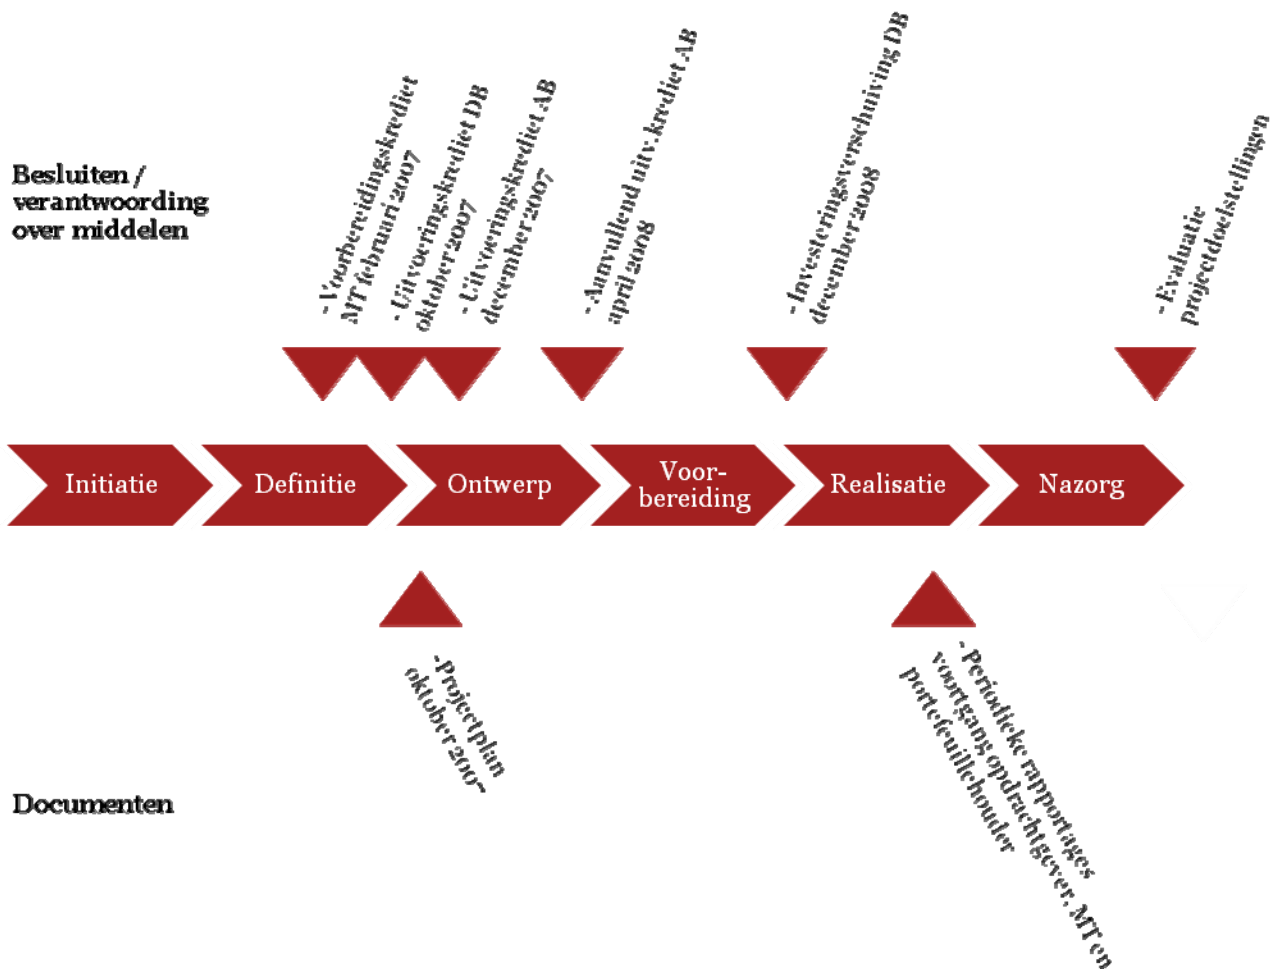 Besluiten /
verantwoording
over middelen
- Voorbereidingskrediet
MT februari 2007
- Uitvoeringskrediet DB
oktober 2007
- Uitvoeringskrediet AB
december 2007
- Aanvullend uitv.krediet AB
april 2008
- Investeringsverschuiving DB
december 2008
- Evaluatie
projectdoelstellingen
Initiatie
Definitie
Ontwerp
Voor-
bereiding
Realisatie
Nazorg
- Projectplan
oktober 2007
- Periodieke rapportages
voortgang opdrachtgever, MT en
portefeuillehouder
Documenten